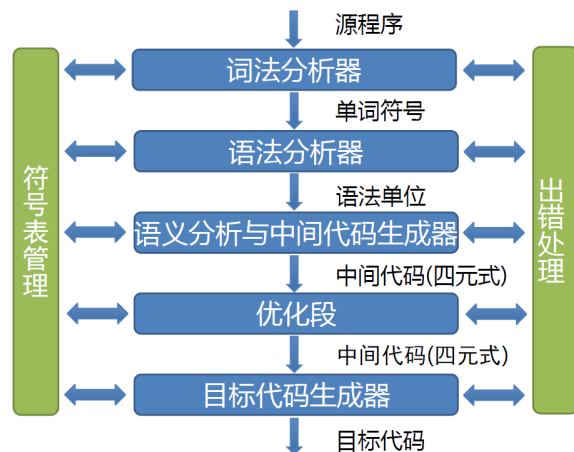 源程序
词法分析器
单词符号
语法分析器
语法单位
语义分析与中间代码生成器
中间代码(四元式)
优化段
中间代码(四元式)
目标代码生成器
目标代码
符号表管理
出错处理